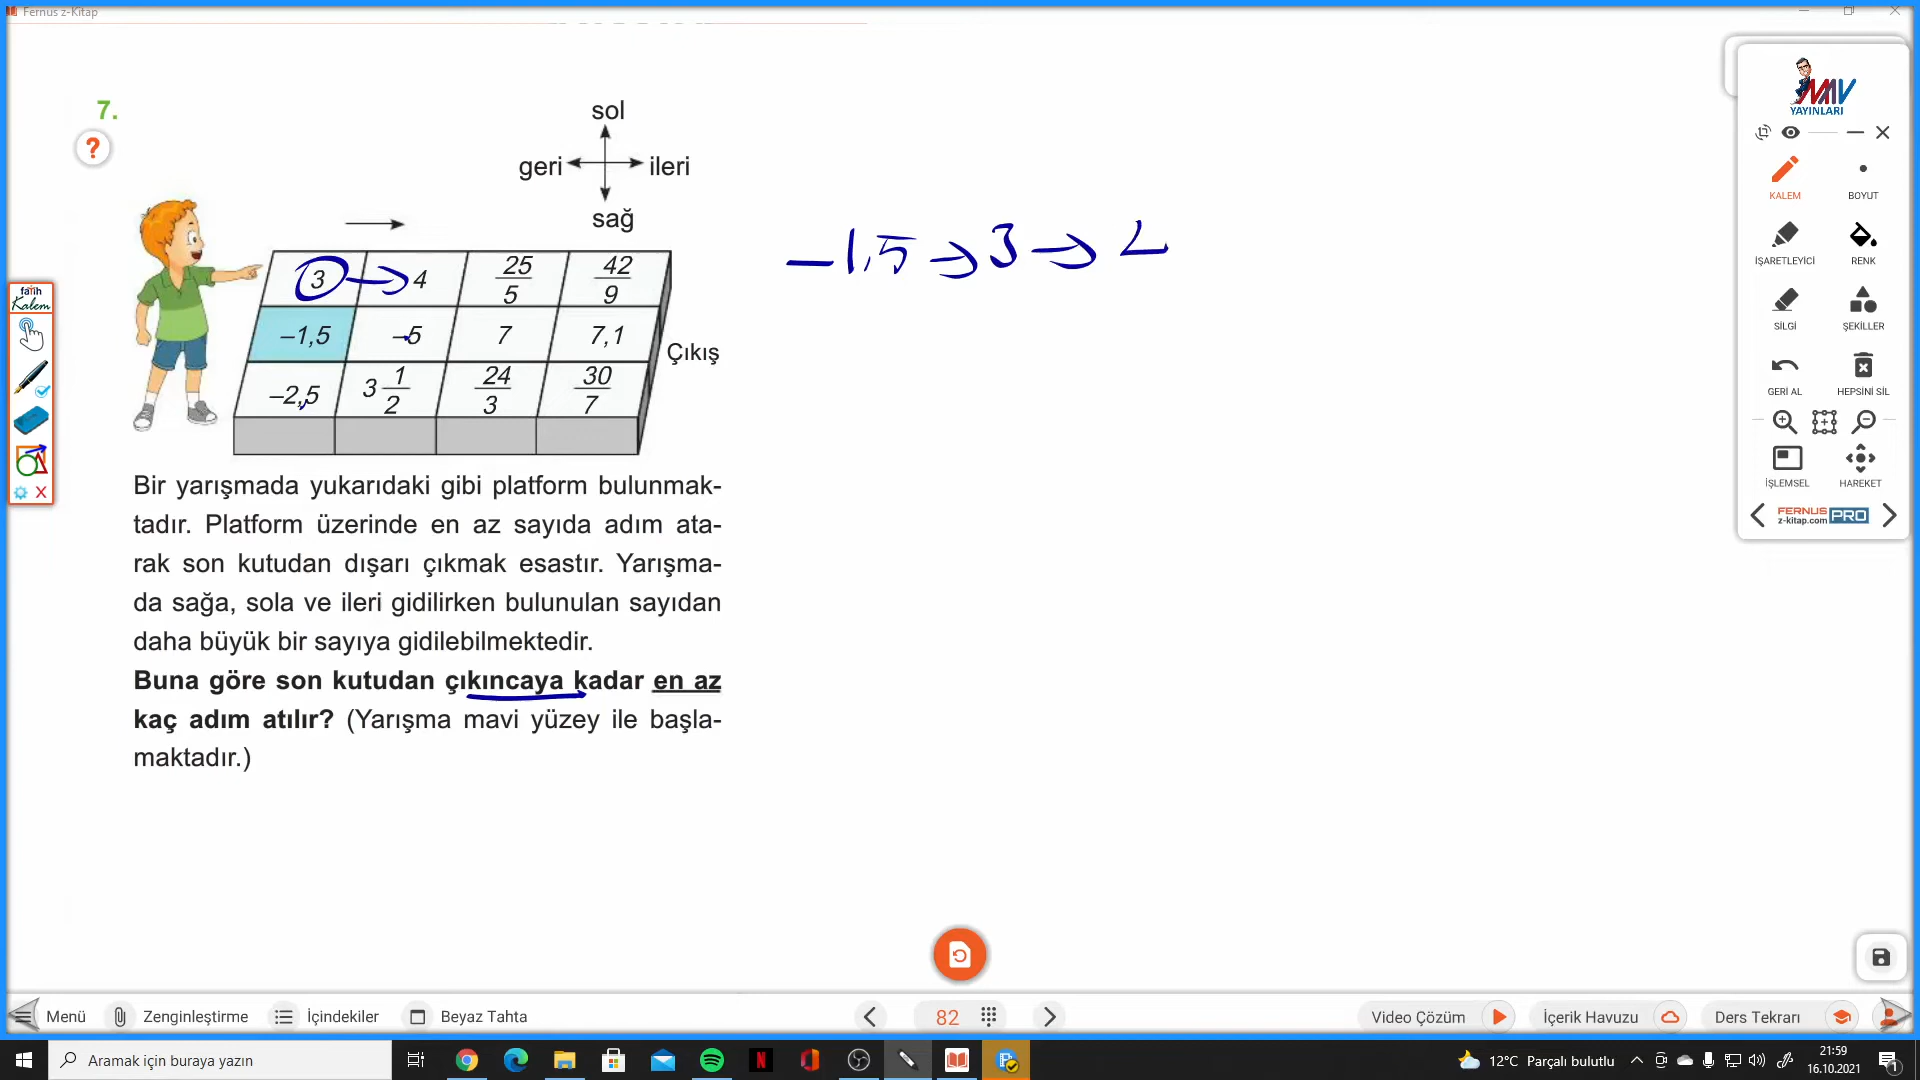 Fernus z-Kitap
7.
?
sol
geri ileri
sağ
3 4 25/5 42/9
–1,5 –5 7 7,1
Çıkış
–2,5 3 1/2 24/3 30/7
–1,5 → 3 → 4
Bir yarışmada yukarıdaki gibi platform bulunmak-
tadır. Platform üzerinde en az sayıda adım ata-
rak son kutudan dışarı çıkmak esastır. Yarışma-
da sağa, sola ve ileri gidilirken bulunulan sayıdan
daha büyük bir sayıya gidilebilmektedir.
Buna göre son kutudan çıkıncaya kadar en az
kaç adım atılır? (Yarışma mavi yüzey ile başla-
maktadır.)
fatih
Kalem
MAV
YAYINLARI
KALEM BOYUT
İŞARETLEYİCİ RENK
SİLGİ ŞEKİLLER
GERİ AL HEPSİNİ SİL
İŞLEMSEL HAREKET
FERNUS
z-kitap.com PRO
Menü Zenginleştirme İçindekiler Beyaz Tahta 82 Video Çözüm İçerik Havuzu Ders Tekrarı
Aramak için buraya yazın
12°C Parçalı bulutlu
21:59
16.10.2021
1